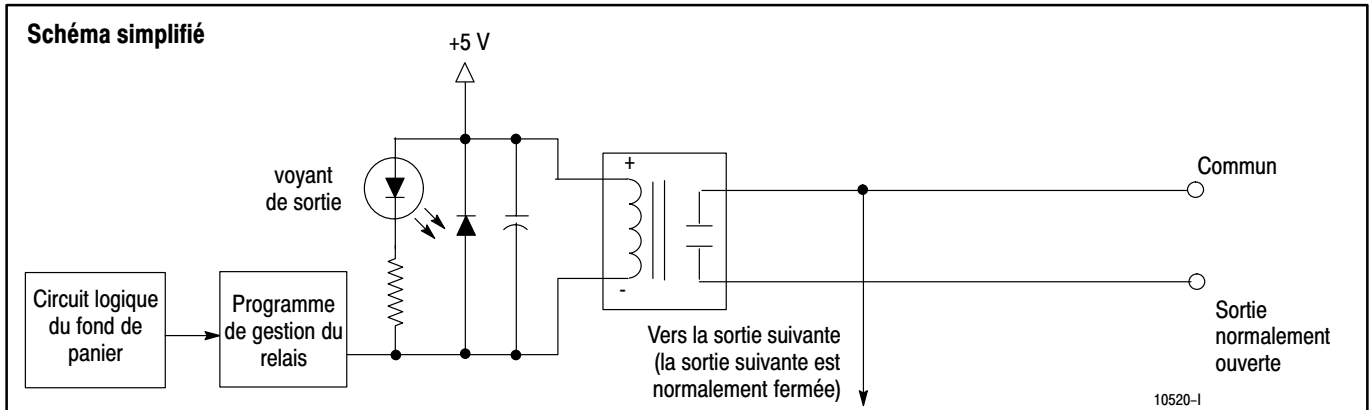 Schéma simplifié
+5 V
voyant
de sortie
+
-
Commun
Circuit logique
du fond de
panier
Programme
de gestion du
relais
Vers la sortie suivante
(la sortie suivante est
normalement fermée)
Sortie
normalement
ouverte
10520–I